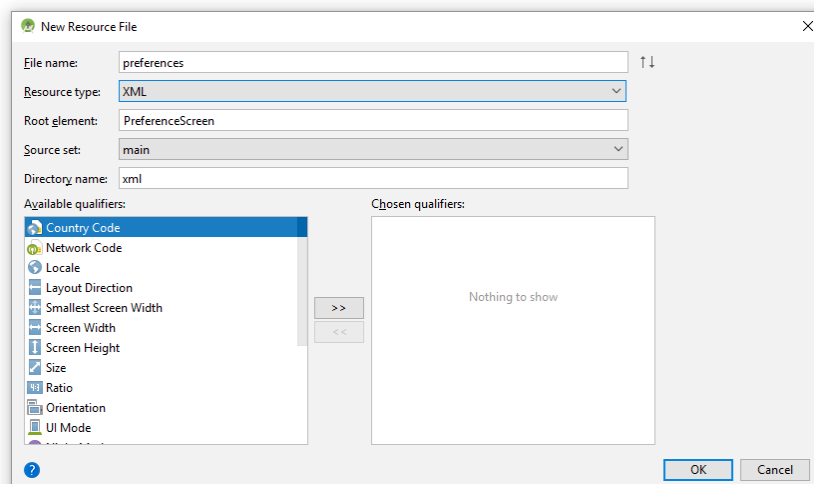 New Resource File
File name: preferences
Resource type: XML
Root element: PreferenceScreen
Source set: main
Directory name: xml
Available qualifiers: Chosen qualifiers:
Country Code
Network Code
Locale
Layout Direction
Smallest Screen Width
Screen Width
Screen Height
Size
Ratio
Orientation
UI Mode
Nothing to show
>>
<<
OK Cancel